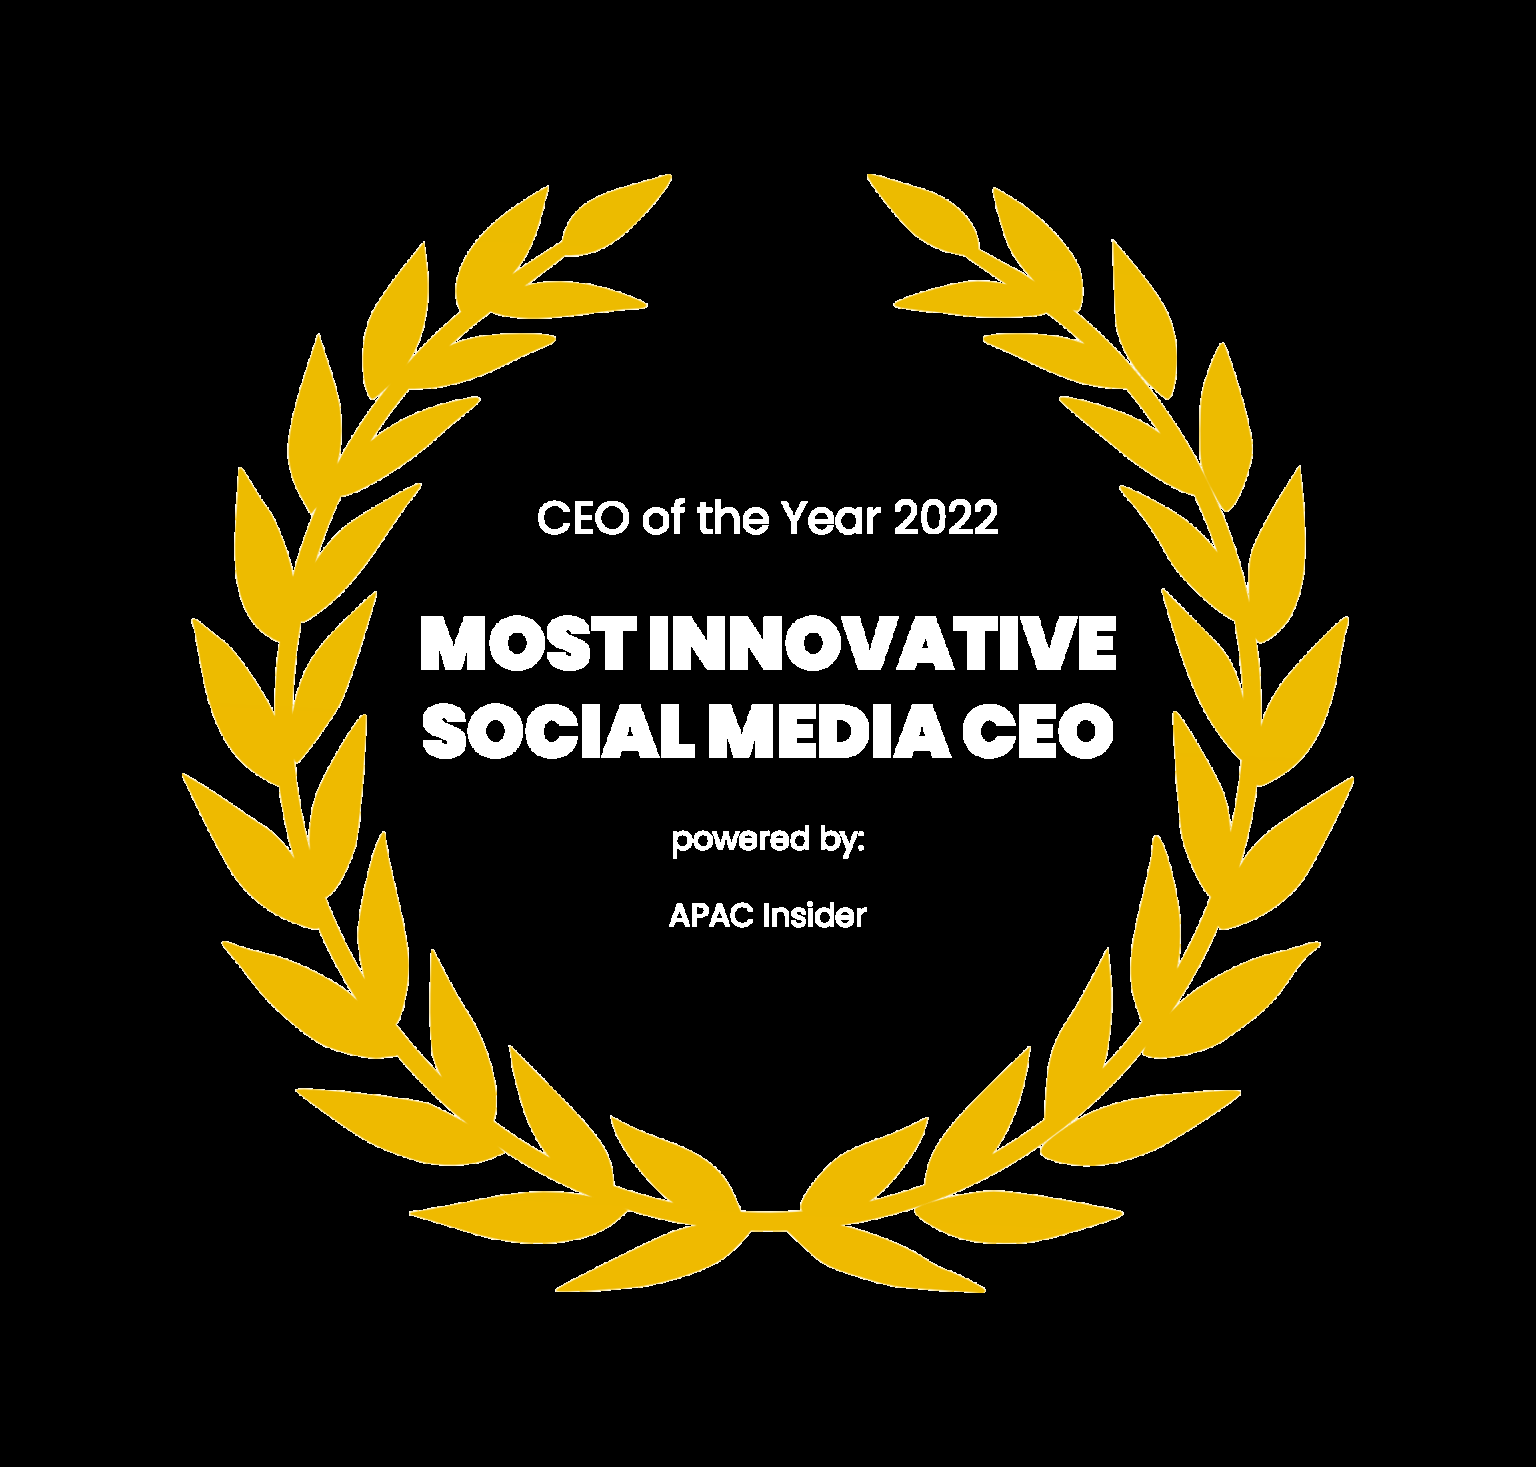 CEO of the Year 2022
MOST INNOVATIVE
SOCIAL MEDIA CEO
powered by:
APAC Insider